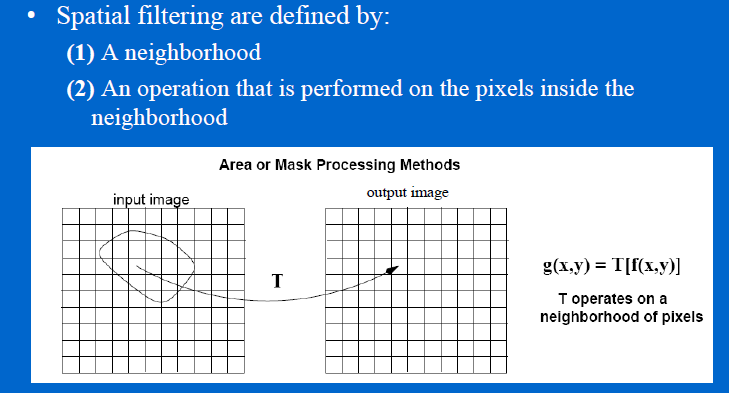 • Spatial filtering are defined by:
(1) A neighborhood
(2) An operation that is performed on the pixels inside the
neighborhood
Area or Mask Processing Methods
input image
output image
T
g(x,y) = T[f(x,y)]
T operates on a
neighborhood of pixels